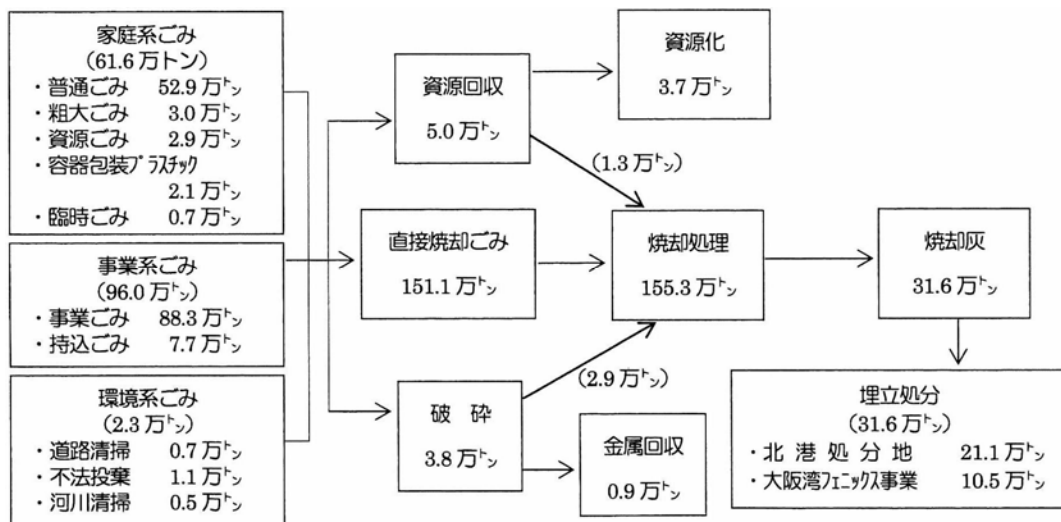 家庭系ごみ
(61.6万トン)
・普通ごみ 52.9万トン
・粗大ごみ 3.0万トン
・資源ごみ 2.9万トン
・容器包装プラスチック
2.1万トン
・臨時ごみ 0.7万トン
事業系ごみ
(96.0万トン)
・事業ごみ 88.3万トン
・持込ごみ 7.7万トン
環境系ごみ
(2.3万トン)
・道路清掃 0.7万トン
・不法投棄 1.1万トン
・河川清掃 0.5万トン
資源回収
5.0万トン
直接焼却ごみ
151.1万トン
破 砕
3.8万トン
資源化
3.7万トン
(1.3万トン)
焼却処理
155.3万トン
(2.9万トン)
金属回収
0.9万トン
焼却灰
31.6万トン
埋立処分
(31.6万トン)
・北 港 処 分 地 21.1万トン
・大阪湾フェニックス事業 10.5万トン